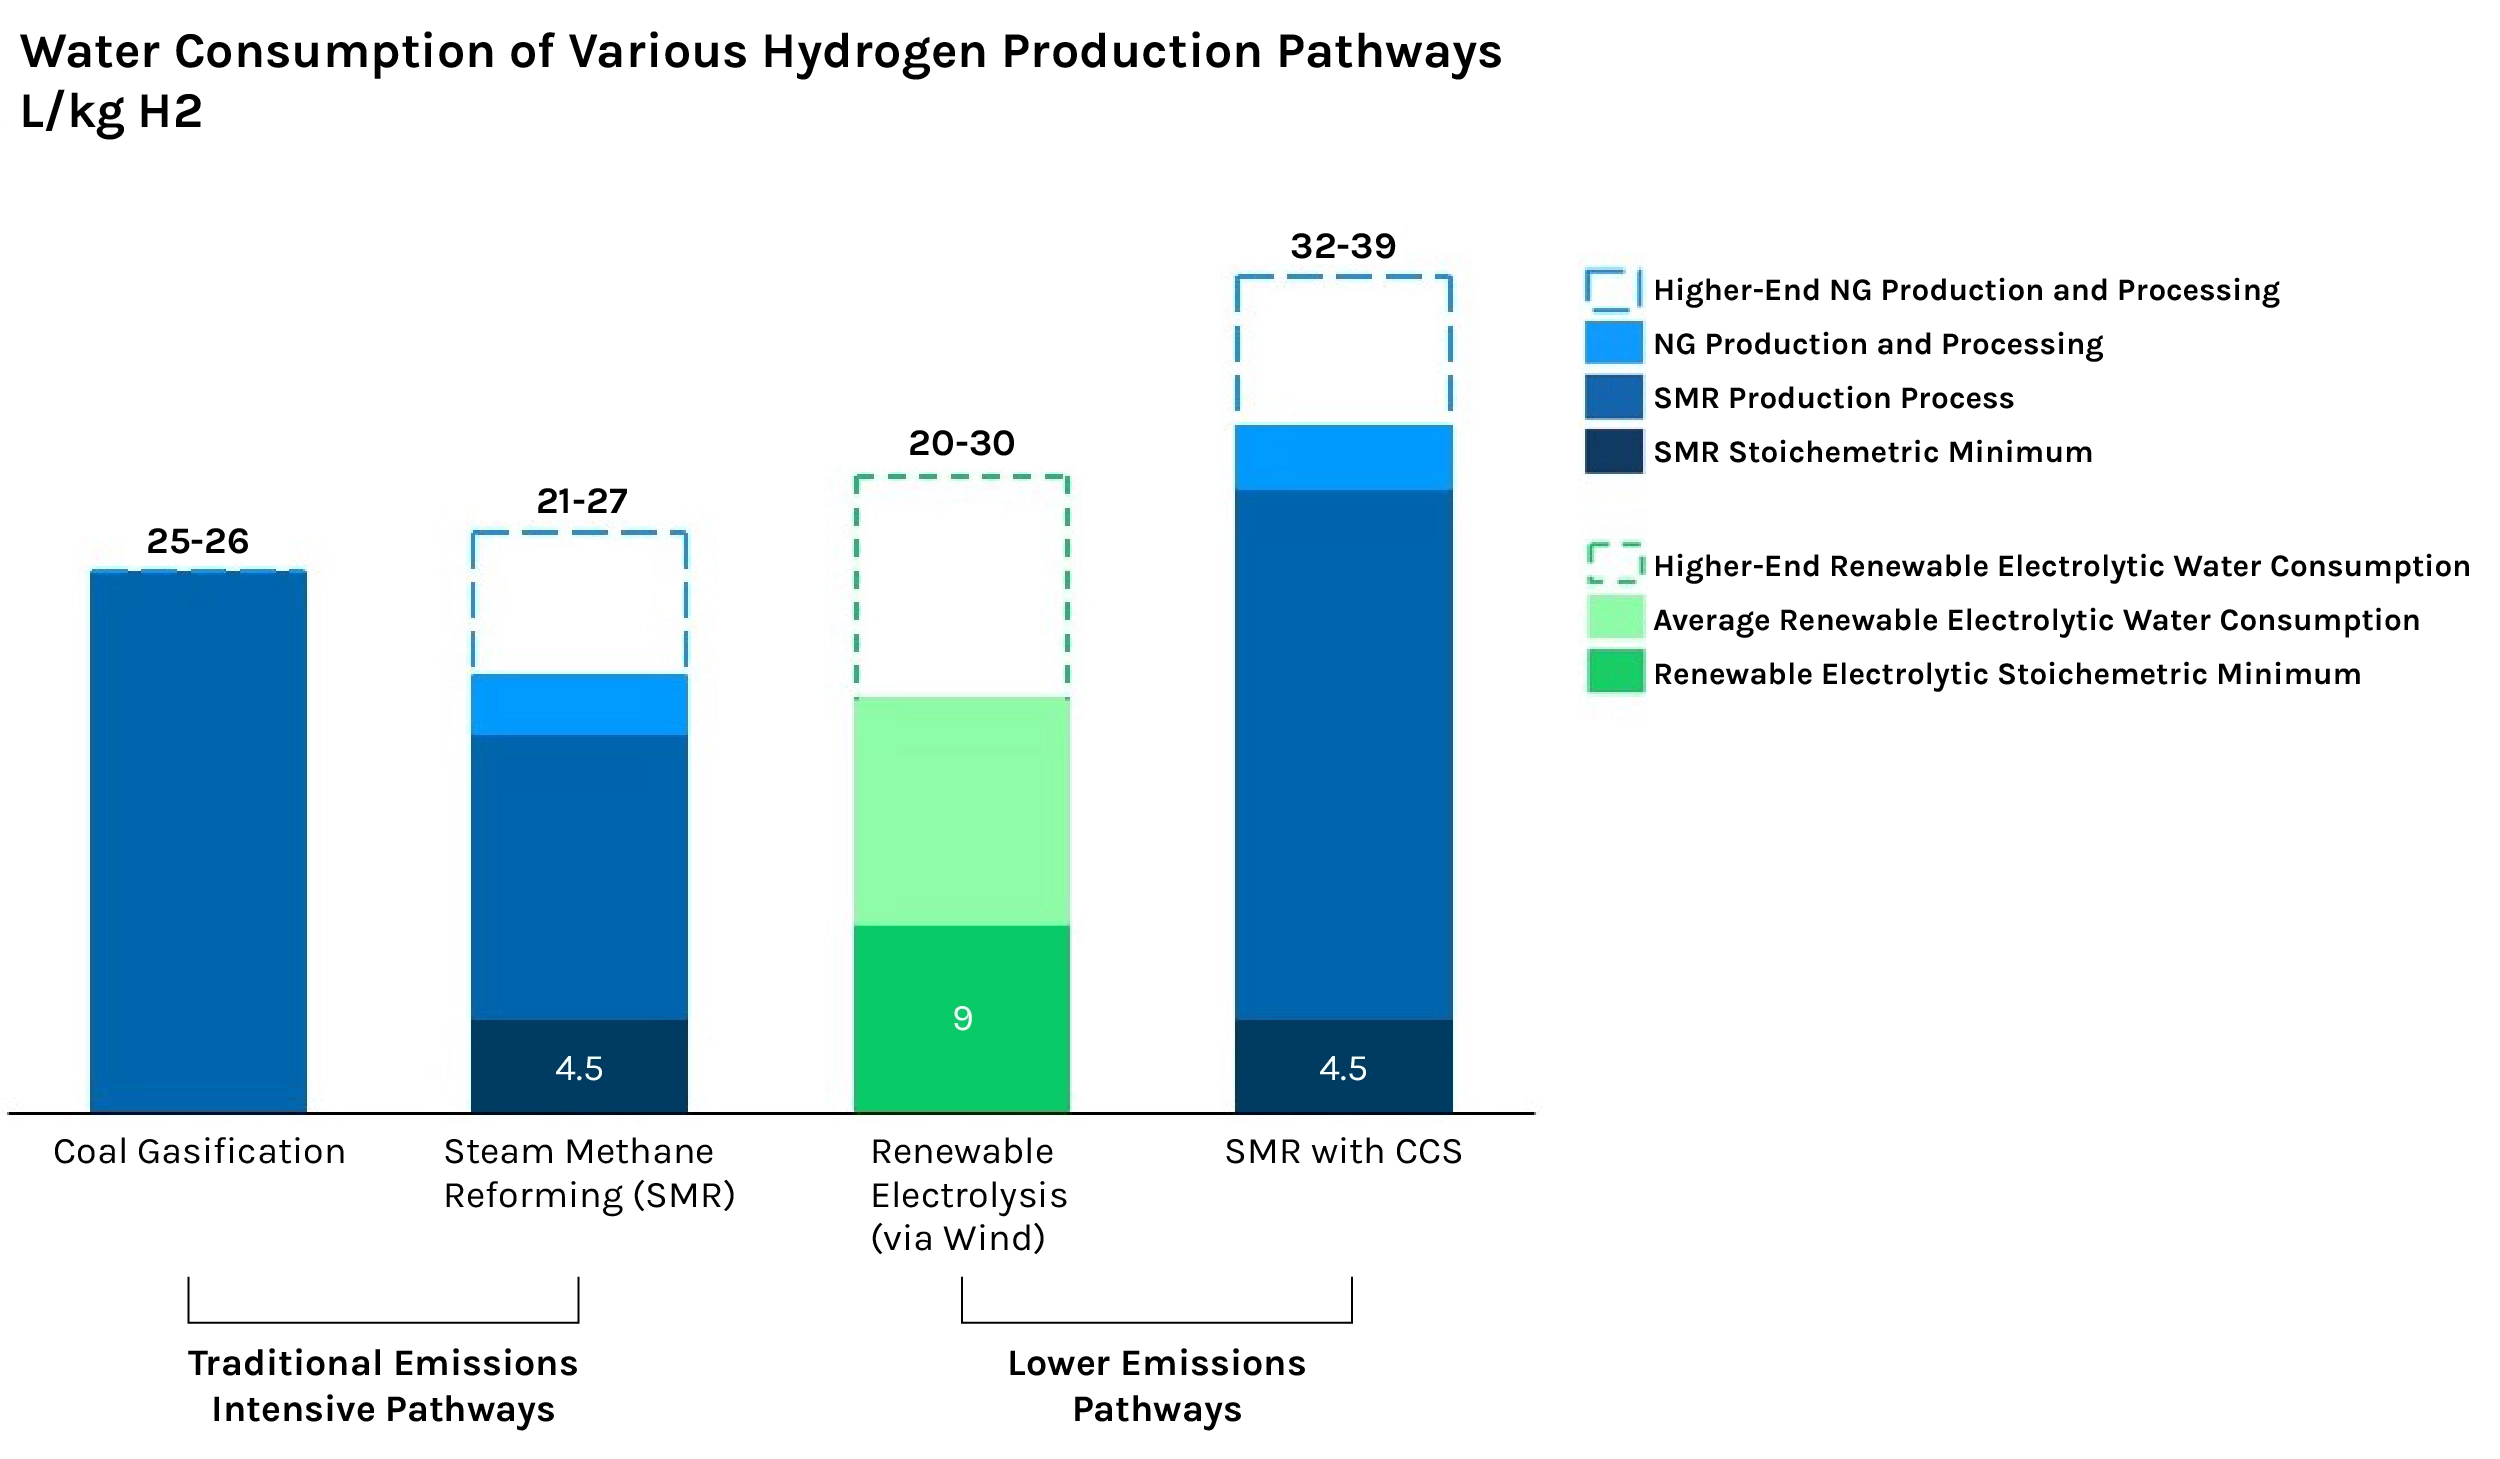 Water Consumption of Various Hydrogen Production Pathways
L/kg H2
32-39
20-30
21-27
25-26
9
4.5
4.5
Higher-End NG Production and Processing
NG Production and Processing
SMR Production Process
SMR Stoichemetric Minimum
Higher-End Renewable Electrolytic Water Consumption
Average Renewable Electrolytic Water Consumption
Renewable Electrolytic Stoichemetric Minimum
Coal Gasification
Steam Methane
Reforming (SMR)
Renewable
Electrolysis
(via Wind)
SMR with CCS
Traditional Emissions
Intensive Pathways
Lower Emissions
Pathways